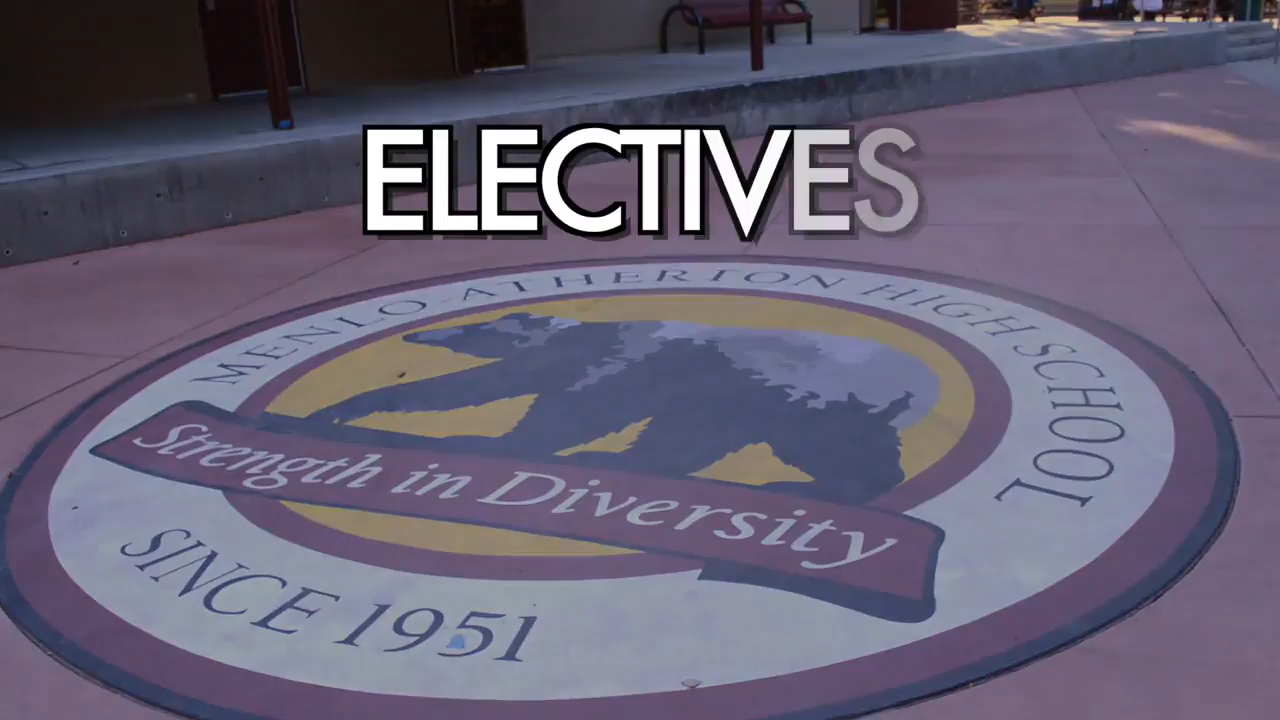 ELECTIVES
MENLO-ATHERTON HIGH SCHOOL
Strength in Diversity
SINCE 1951